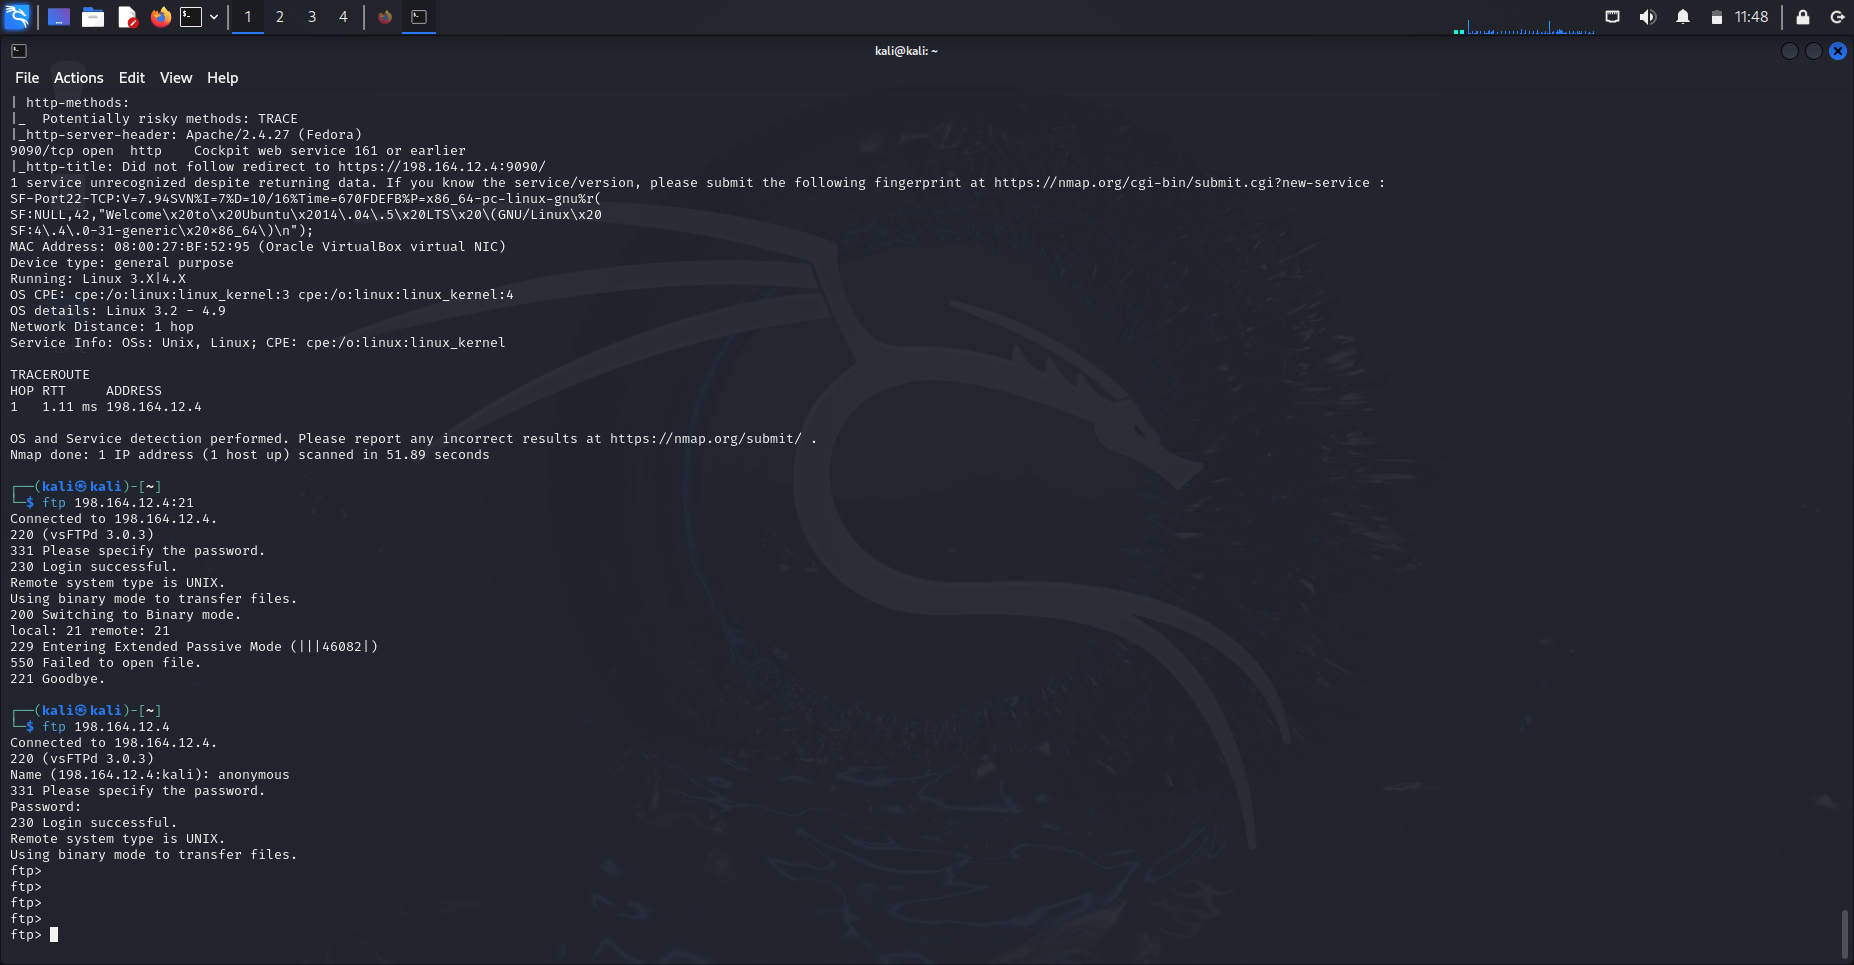 1 2 3 4 11:48
kali@kali: ~
File Actions Edit View Help
| http-methods:
|_  Potentially risky methods: TRACE
|_http-server-header: Apache/2.4.27 (Fedora)
9090/tcp open  http    Cockpit web service 161 or earlier
|_http-title: Did not follow redirect to https://198.164.12.4:9090/
1 service unrecognized despite returning data. If you know the service/version, please submit the following fingerprint at https://nmap.org/cgi-bin/submit.cgi?new-service :
SF-Port22-TCP:V=7.94SVN%I=7%D=10/16%Time=670FDEFB%P=x86_64-pc-linux-gnu%r(
SF:NULL,42,"Welcome\x20to\x20Ubuntu\x2014\.04\.5\x20LTS\x20\(GNU/Linux\x20
SF:4\.4\.0-31-generic\x20×86_64\)\n");
MAC Address: 08:00:27:BF:52:95 (Oracle VirtualBox virtual NIC)
Device type: general purpose
Running: Linux 3.X|4.X
OS CPE: cpe:/o:linux:linux_kernel:3 cpe:/o:linux:linux_kernel:4
OS details: Linux 3.2 - 4.9
Network Distance: 1 hop
Service Info: OSs: Unix, Linux; CPE: cpe:/o:linux:linux_kernel
TRACEROUTE
HOP RTT     ADDRESS
1   1.11 ms 198.164.12.4
OS and Service detection performed. Please report any incorrect results at https://nmap.org/submit/ .
Nmap done: 1 IP address (1 host up) scanned in 51.89 seconds
┌──(kali㉿kali)-[~]
└─$ ftp 198.164.12.4:21
Connected to 198.164.12.4.
220 (vsFTPd 3.0.3)
331 Please specify the password.
230 Login successful.
Remote system type is UNIX.
Using binary mode to transfer files.
200 Switching to Binary mode.
local: 21 remote: 21
229 Entering Extended Passive Mode (|||46082|)
550 Failed to open file.
221 Goodbye.
┌──(kali㉿kali)-[~]
└─$ ftp 198.164.12.4
Connected to 198.164.12.4.
220 (vsFTPd 3.0.3)
Name (198.164.12.4:kali): anonymous
331 Please specify the password.
Password:
230 Login successful.
Remote system type is UNIX.
Using binary mode to transfer files.
ftp>
ftp>
ftp>
ftp>
ftp>